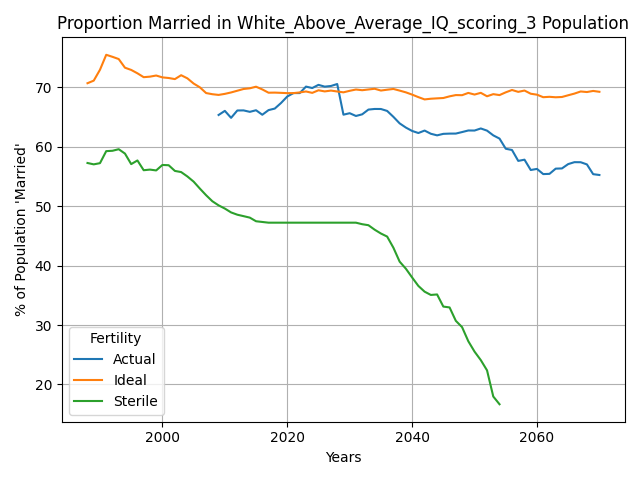 Proportion Married in White_Above_Average_IQ_scoring_3 Population
% of Population 'Married'
70
60
50
40
30
20
Fertility
Actual
Ideal
Sterile
2000 2020 2040 2060
Years